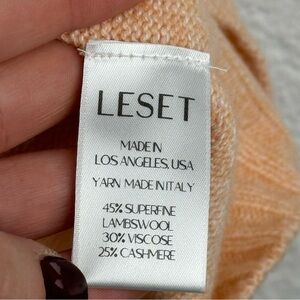 LESET
MADE IN
LOS ANGELES, USA
YARN MADE IN ITALY
45% SUPERFINE
LAMBSWOOL
30% VISCOSE
25% CASHMERE